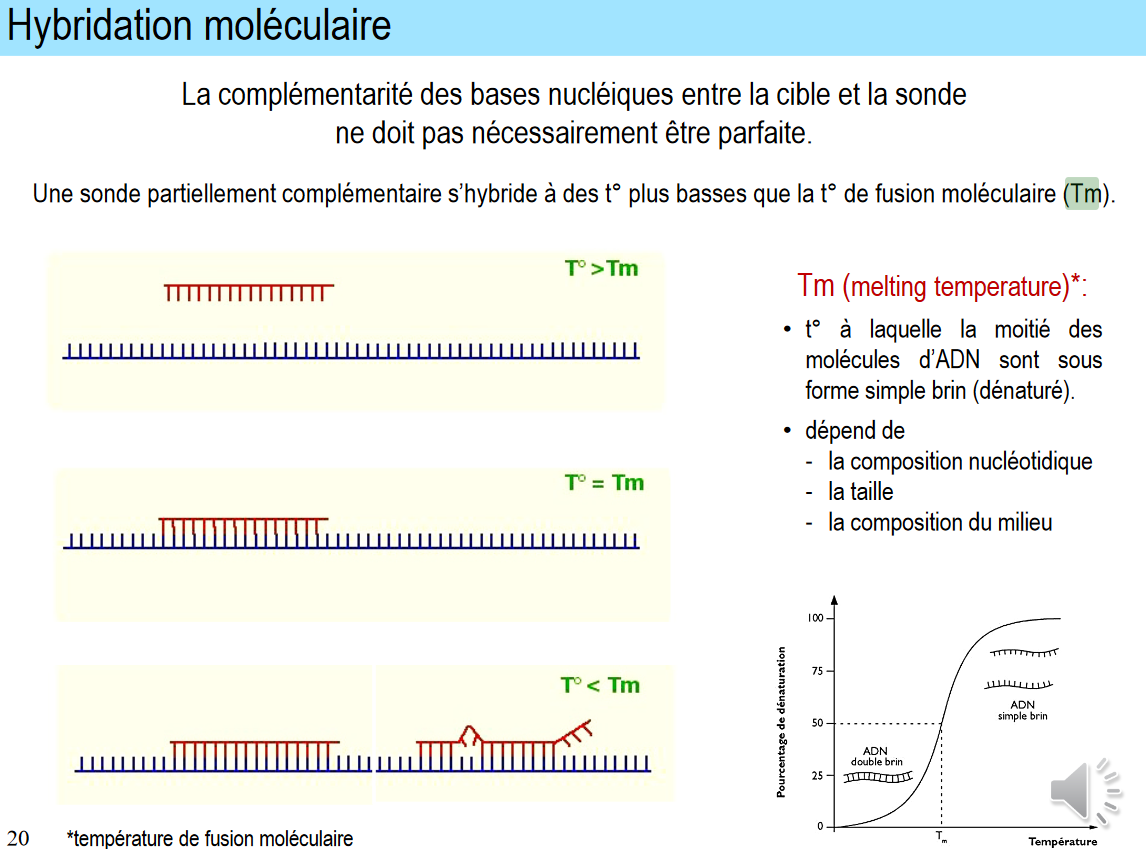 Hybridation moléculaire
La complémentarité des bases nucléiques entre la cible et la sonde
ne doit pas nécessairement être parfaite.
Une sonde partiellement complémentaire s’hybride à des t° plus basses que la t° de fusion moléculaire (Tm).
T° >Tm
T° = Tm
T° < Tm
Tm (melting temperature)*:
• t° à laquelle la moitié des
molécules d’ADN sont sous
forme simple brin (dénaturé).
• dépend de
- la composition nucléotidique
- la taille
- la composition du milieu
Pourcentage de dénaturation
100
75
50
25
0
ADN
double brin
ADN
simple brin
Tm
Température
20
*température de fusion moléculaire